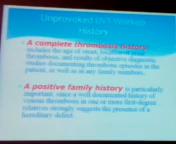 Unprovoked DVT Workup
History
• A complete thrombosis history
includes the age of onset, location of prior
thrombosis, and results of objective diagnostic
studies documenting thrombotic episodes in the
patient, as well as in any family members.
• A positive family history is particularly
important, since a well documented history of
venous thrombosis in one or more first-degree
relatives strongly suggests the presence of a
hereditary defect.